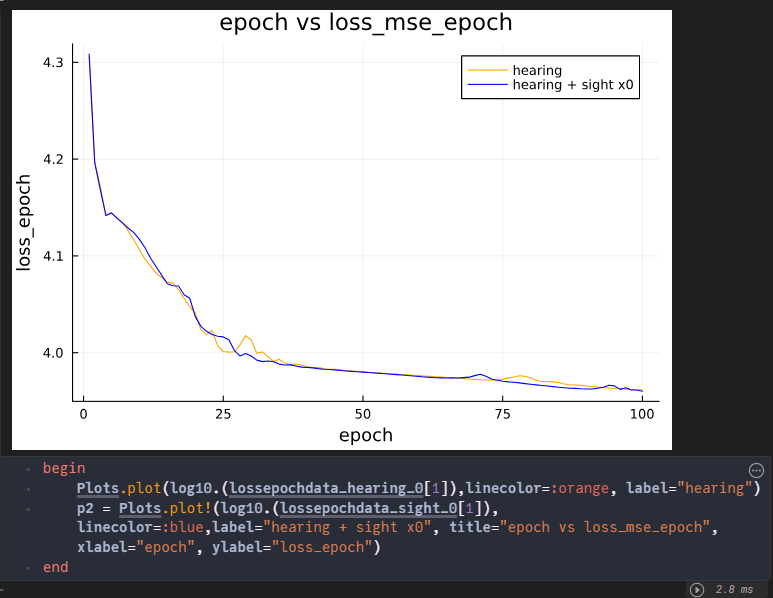 epoch vs loss_mse_epoch
hearing
hearing + sight x0
4.3
4.2
4.1
4.0
loss_epoch
0 25 50 75 100
epoch
begin
Plots.plot(log10.(lossepochdata_hearing_0[1]),linecolor=:orange, label="hearing")
p2 = Plots.plot!(log10.(lossepochdata_sight_0[1]),
linecolor=:blue,label="hearing + sight x0", title="epoch vs loss_mse_epoch",
xlabel="epoch", ylabel="loss_epoch")
end
2.8 ms